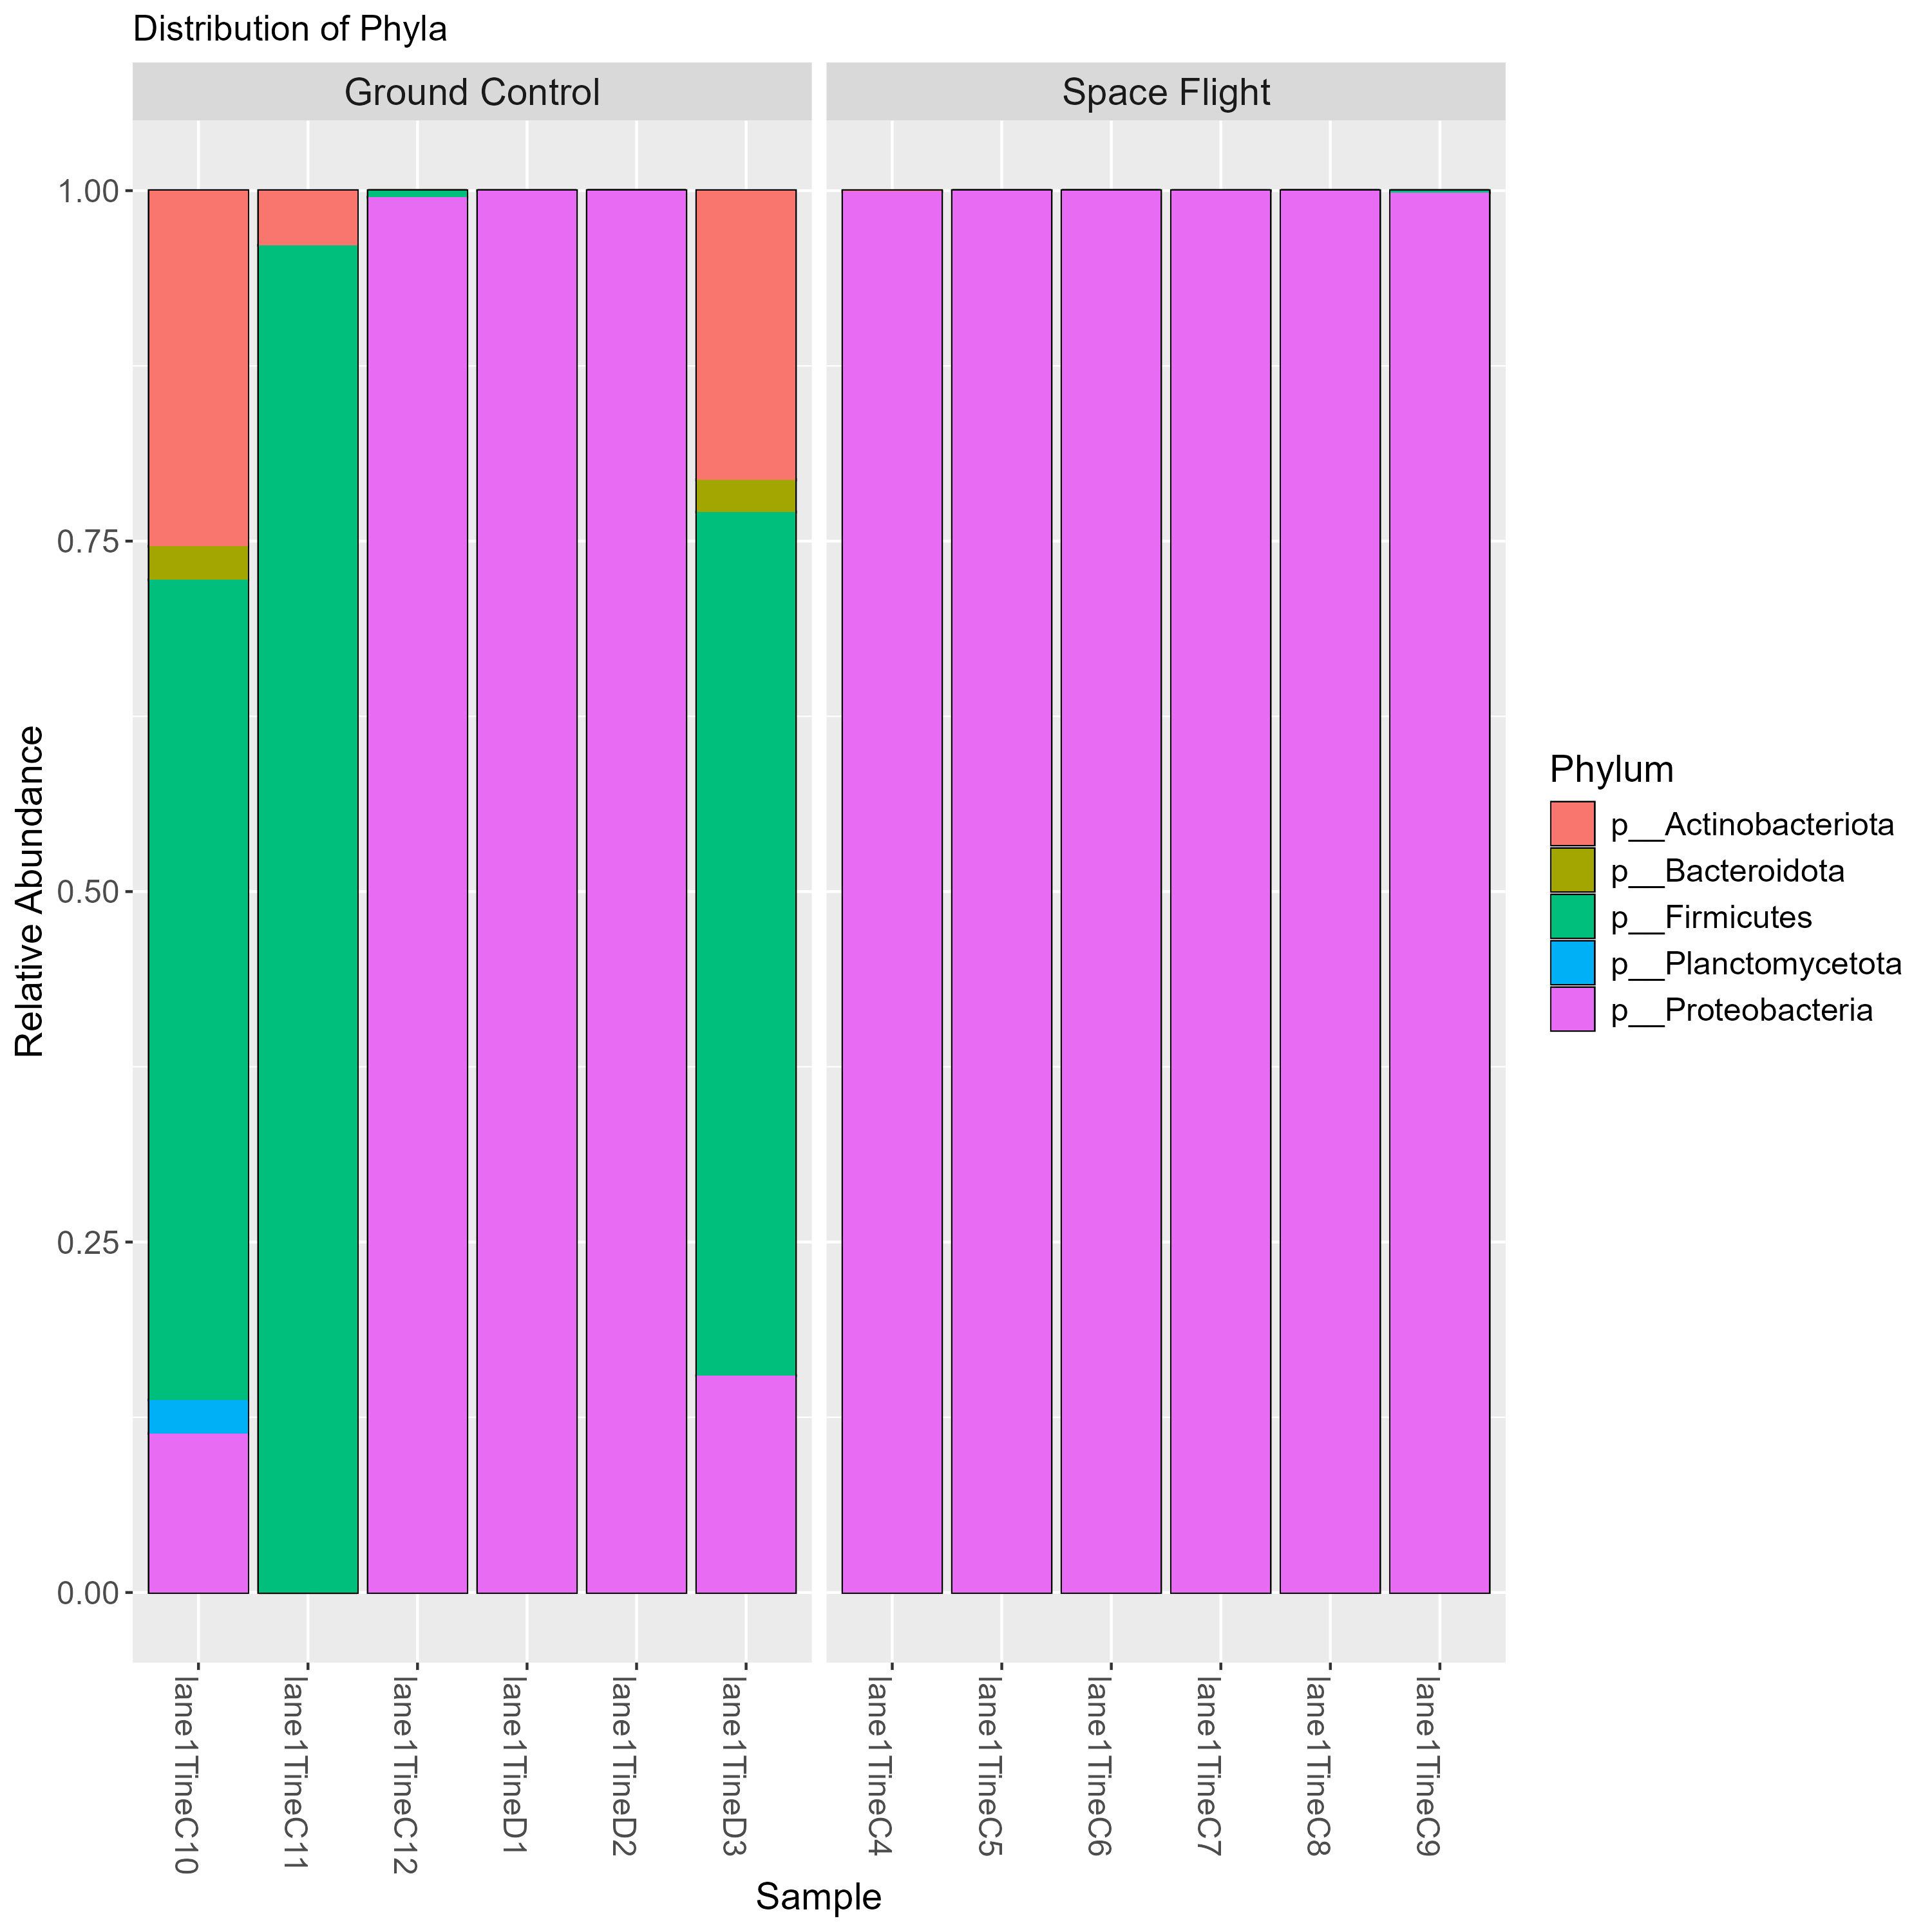 Distribution of Phyla
Ground Control
Space Flight
1.00
0.75
0.50
0.25
0.00
Relative Abundance
lane1TineC10
lane1TineC11
lane1TineC12
lane1TineD1
lane1TineD2
lane1TineD3
lane1TineC4
lane1TineC5
lane1TineC6
lane1TineC7
lane1TineC8
lane1TineC9
Sample
Phylum
p__Actinobacteriota
p__Bacteroidota
p__Firmicutes
p__Planctomycetota
p__Proteobacteria